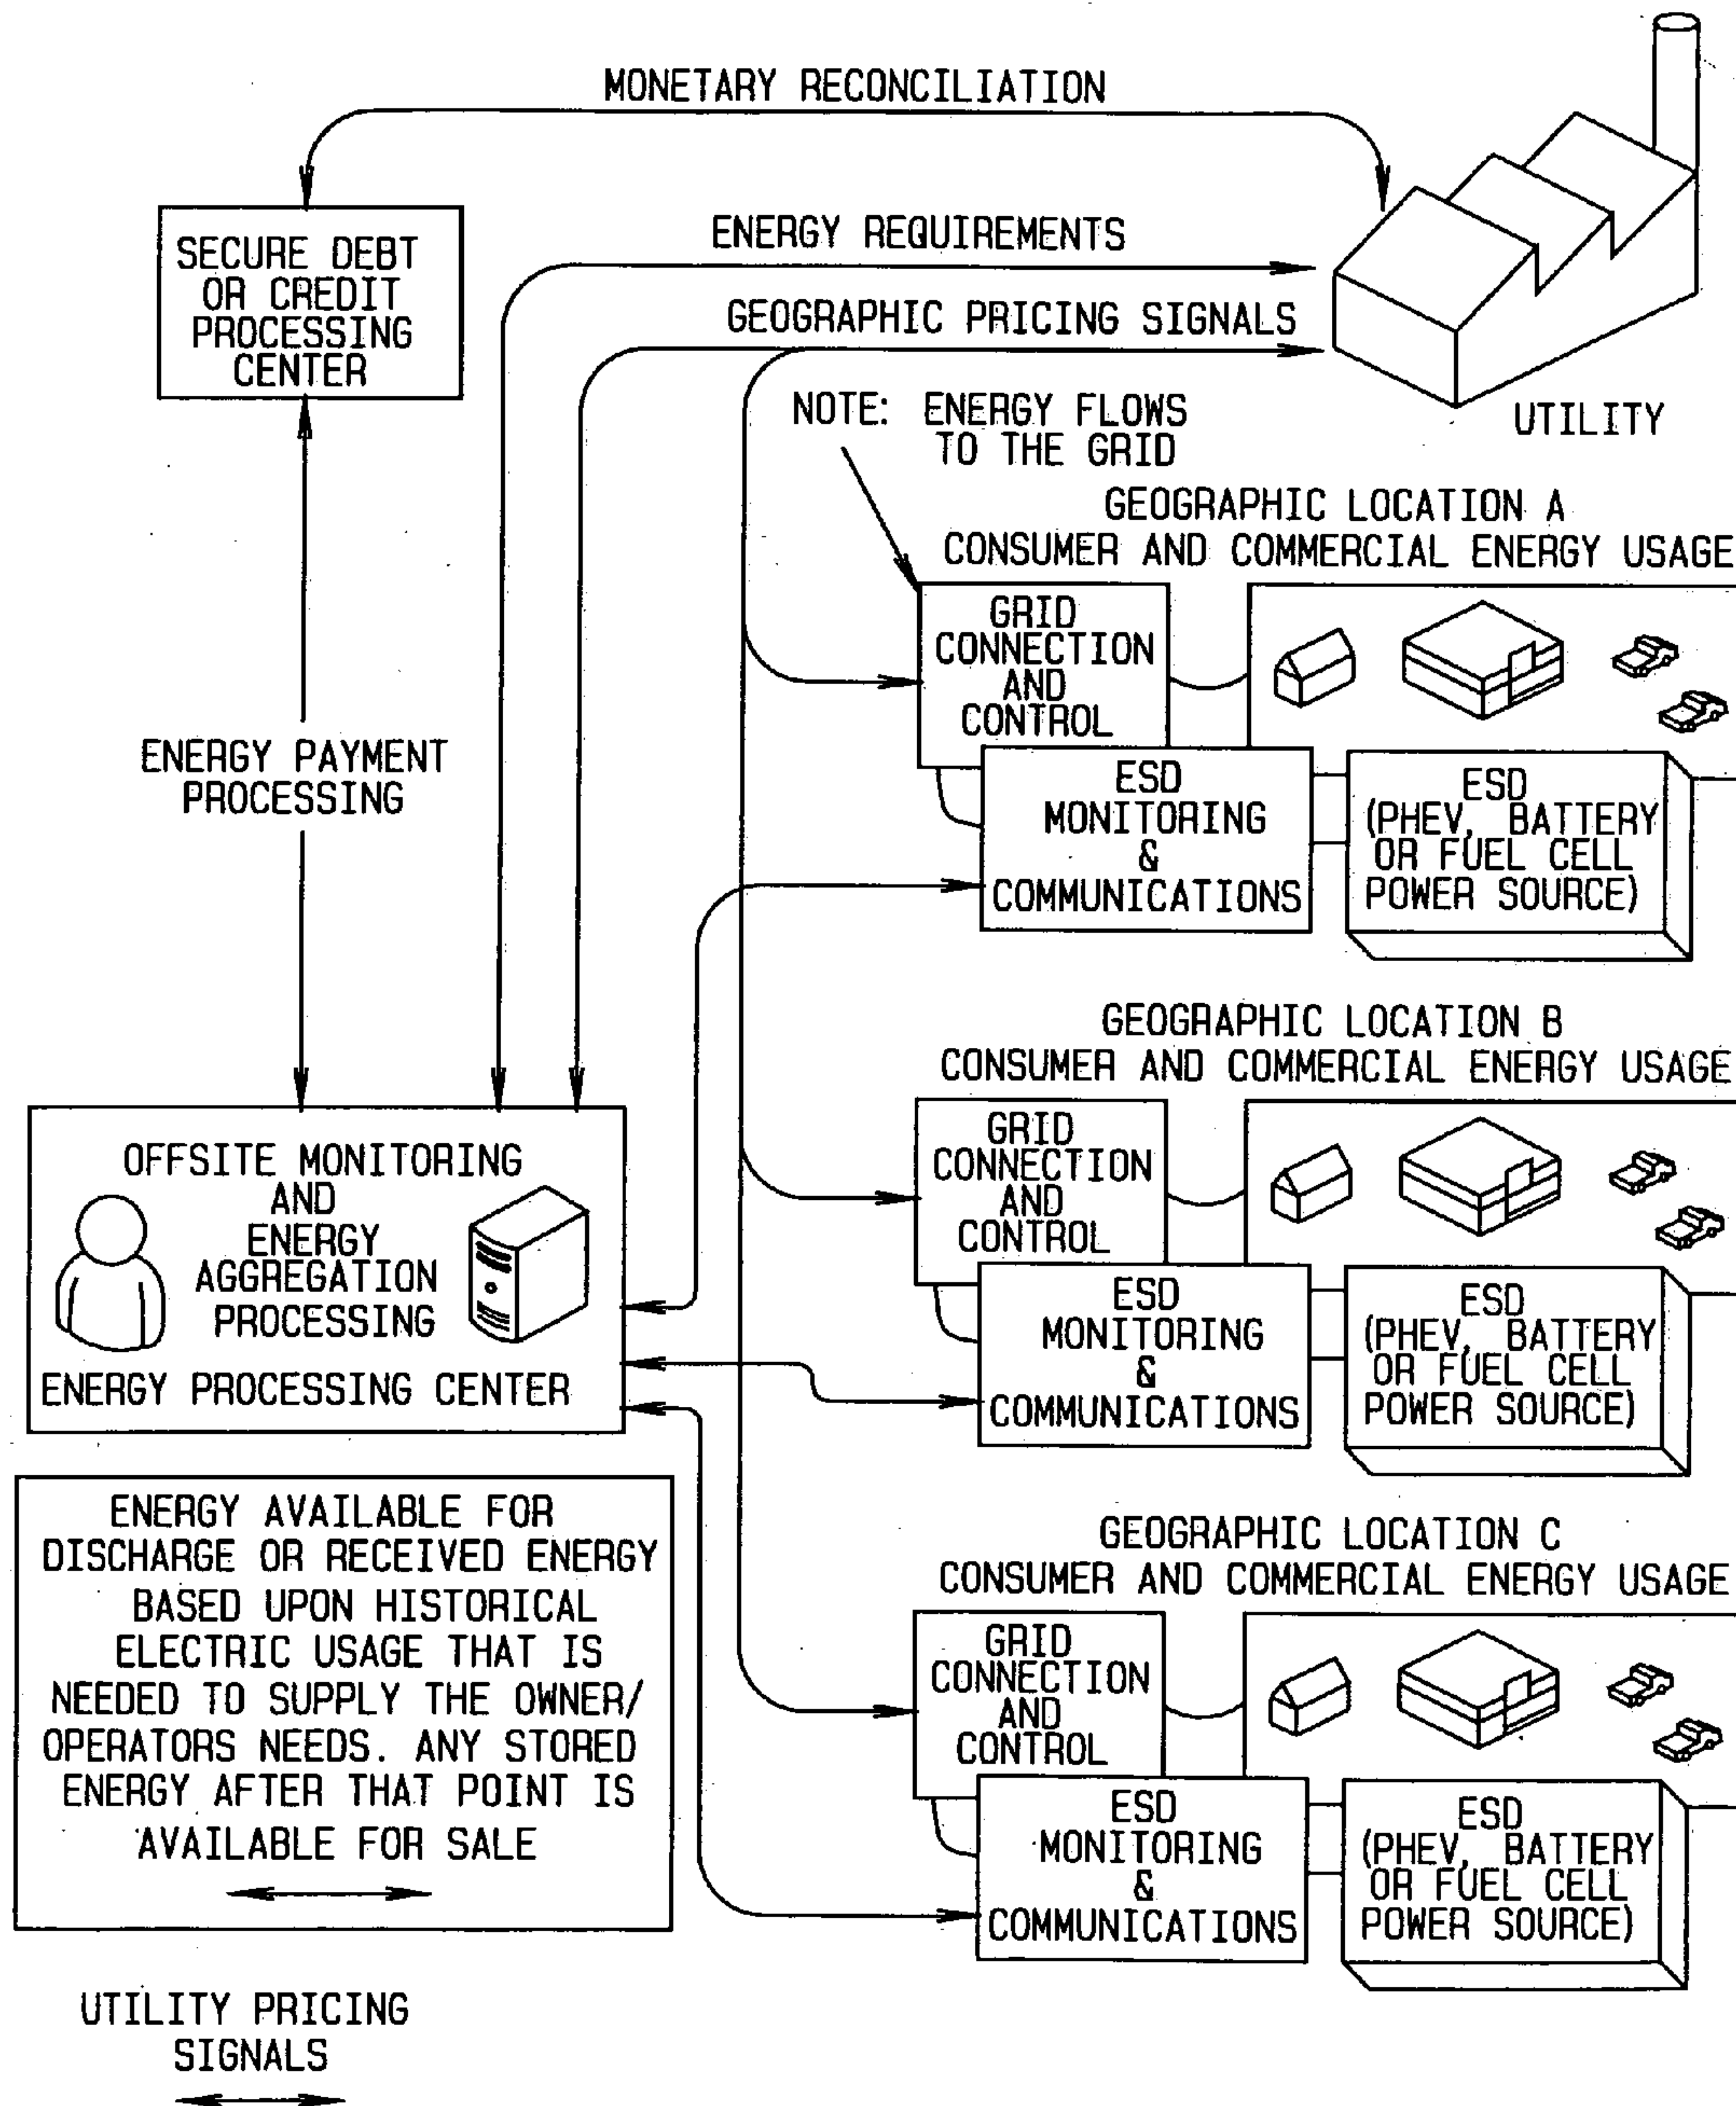 MONETARY RECONCILIATION
SECURE DEBT
OR CREDIT
PROCESSING
CENTER
ENERGY REQUIREMENTS
GEOGRAPHIC PRICING SIGNALS
NOTE: ENERGY FLOWS
TO THE GRID
UTILITY
GEOGRAPHIC LOCATION A
CONSUMER AND COMMERCIAL ENERGY USAGE
GRID
CONNECTION
AND
CONTROL
ESD
MONITORING
&
COMMUNICATIONS
ESD
(PHEV, BATTERY
OR FUEL CELL
POWER SOURCE)
ENERGY PAYMENT
PROCESSING
GEOGRAPHIC LOCATION B
CONSUMER AND COMMERCIAL ENERGY USAGE
GRID
CONNECTION
AND
CONTROL
ESD
MONITORING
&
COMMUNICATIONS
ESD
(PHEV, BATTERY
OR FUEL CELL
POWER SOURCE)
OFFSITE MONITORING
AND
ENERGY
AGGREGATION
PROCESSING
ENERGY PROCESSING CENTER
GEOGRAPHIC LOCATION C
CONSUMER AND COMMERCIAL ENERGY USAGE
GRID
CONNECTION
AND
CONTROL
ESD
MONITORING
&
COMMUNICATIONS
ESD
(PHEV, BATTERY
OR FUEL CELL
POWER SOURCE)
ENERGY AVAILABLE FOR
DISCHARGE OR RECEIVED ENERGY
BASED UPON HISTORICAL
ELECTRIC USAGE THAT IS
NEEDED TO SUPPLY THE OWNER/
OPERATORS NEEDS. ANY STORED
ENERGY AFTER THAT POINT IS
AVAILABLE FOR SALE
UTILITY PRICING
SIGNALS